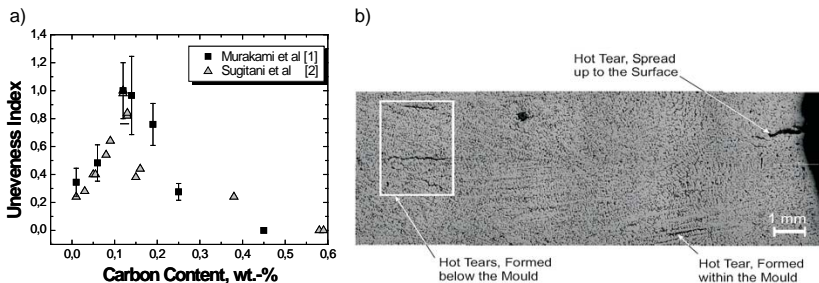 a)
1,4
1,2
1,0
0,8
0,6
0,4
0,2
0,0
Uneveness Index
Murakami et al [1]
Sugitani et al [2]
0,0 0,1 0,2 0,3 0,4 0,5 0,6
Carbon Content, wt.-%
b)
Hot Tear, Spread
up to the Surface
1 mm
Hot Tears, Formed
below the Mould
Hot Tear, Formed
within the Mould